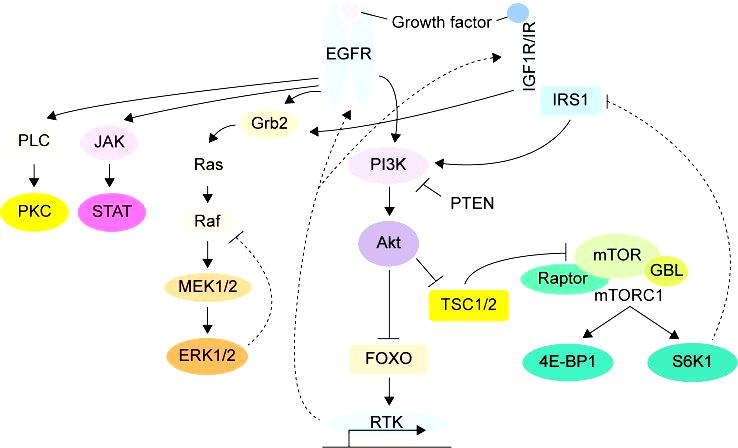 Growth factor
EGFR
IGF1R/IR
IRS1
Grb2
PLC
JAK
Ras
PI3K
PKC
STAT
Raf
PTEN
Akt
mTOR
GBL
Raptor
mTORC1
MEK1/2
TSC1/2
ERK1/2
FOXO
4E-BP1
S6K1
RTK